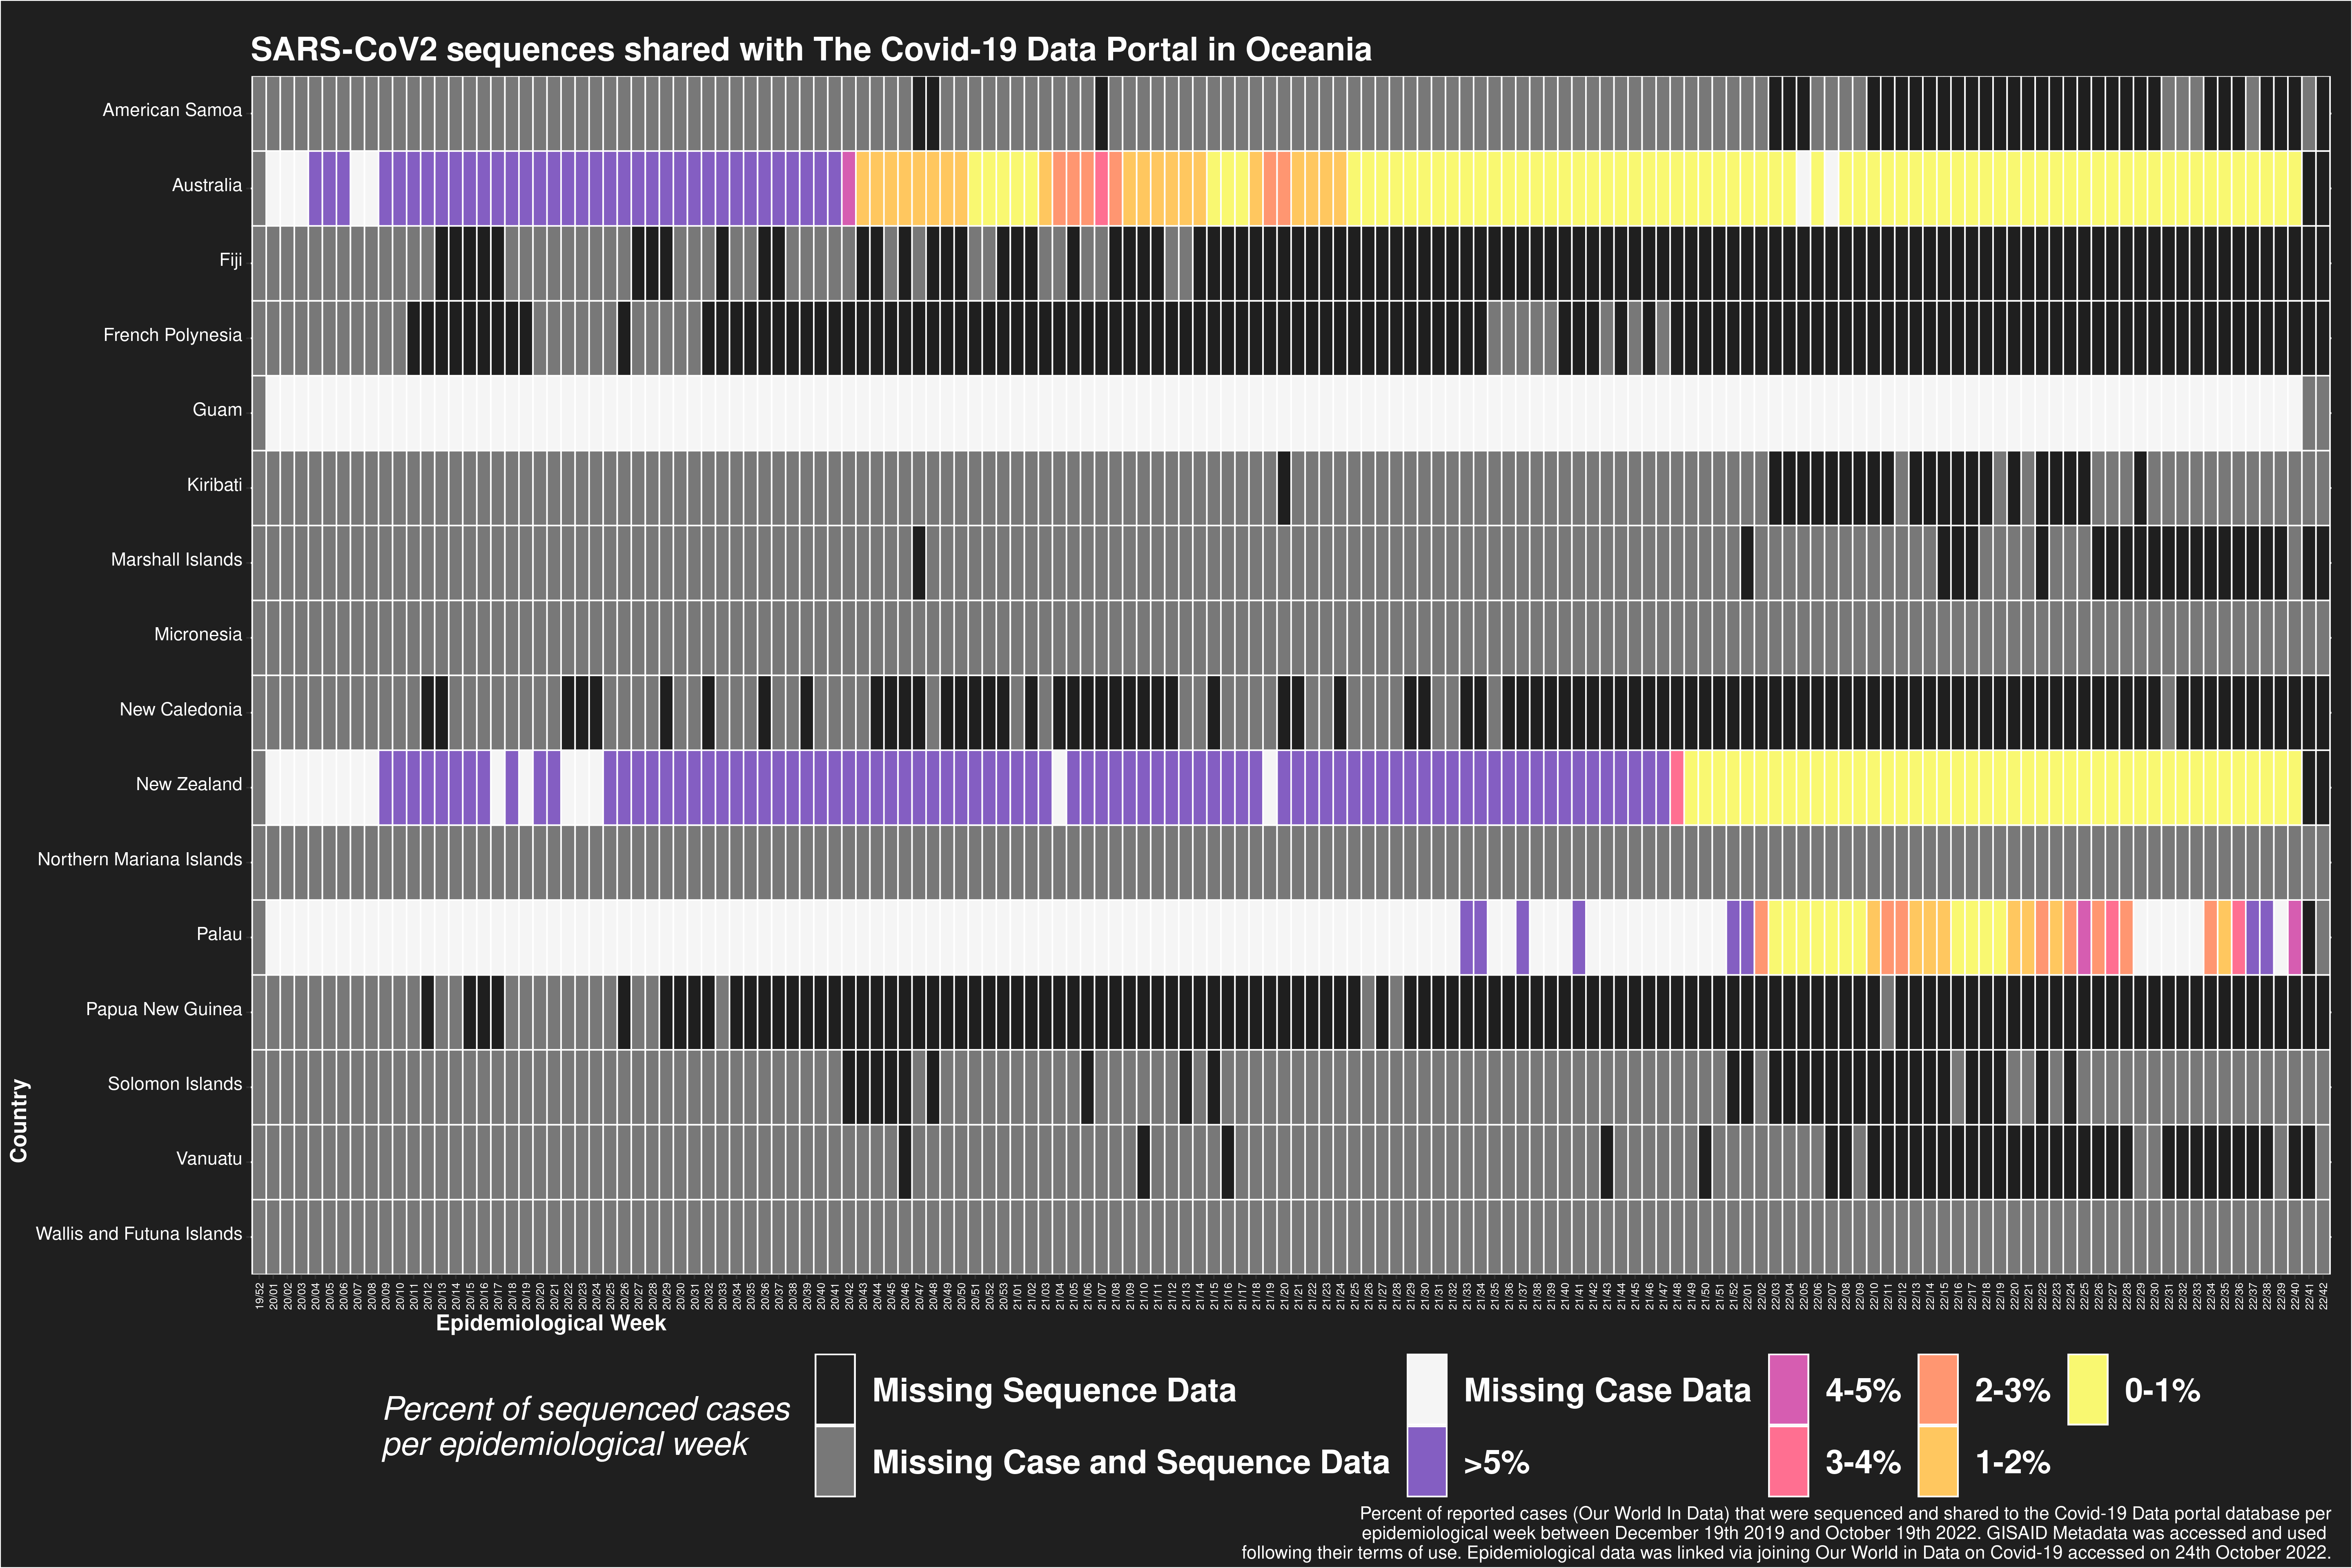 SARS-CoV2 sequences shared with The Covid-19 Data Portal in Oceania
American Samoa
Australia
Fiji
French Polynesia
Guam
Kiribati
Marshall Islands
Micronesia
New Caledonia
New Zealand
Northern Mariana Islands
Palau
Papua New Guinea
Solomon Islands
Vanuatu
Wallis and Futuna Islands
Country
19/52 20/01 20/02 20/03 20/04 20/05 20/06 20/07 20/08 20/09 20/10 20/11 20/12 20/13 20/14 20/15 20/16 20/17 20/18 20/19 20/20 20/21 20/22 20/23 20/24 20/25 20/26 20/27 20/28 20/29 20/30 20/31 20/32 20/33 20/34 20/35 20/36 20/37 20/38 20/39 20/40 20/41 20/42 20/43 20/44 20/45 20/46 20/47 20/48 20/49 20/50 20/51 20/52 20/53 21/01 21/02 21/03 21/04 21/05 21/06 21/07 21/08 21/09 21/10 21/11 21/12 21/13 21/14 21/15 21/16 21/17 21/18 21/19 21/20 21/21 21/22 21/23 21/24 21/25 21/26 21/27 21/28 21/29 21/30 21/31 21/32 21/33 21/34 21/35 21/36 21/37 21/38 21/39 21/40 21/41 21/42 21/43 21/44 21/45 21/46 21/47 21/48 21/49 21/50 21/51 21/52 22/01 22/02 22/03 22/04 22/05 22/06 22/07 22/08 22/09 22/10 22/11 22/12 22/13 22/14 22/15 22/16 22/17 22/18 22/19 22/20 22/21 22/22 22/23 22/24 22/25 22/26 22/27 22/28 22/29 22/30 22/31 22/32 22/33 22/34 22/35 22/36 22/37 22/38 22/39 22/40 22/41 22/42
Epidemiological Week
Percent of sequenced cases
per epidemiological week
Missing Sequence Data
Missing Case and Sequence Data
Missing Case Data
>5%
4-5%
3-4%
2-3%
1-2%
0-1%
Percent of reported cases (Our World In Data) that were sequenced and shared to the Covid-19 Data portal database per
epidemiological week between December 19th 2019 and October 19th 2022. GISAID Metadata was accessed and used
following their terms of use. Epidemiological data was linked via joining Our World in Data on Covid-19 accessed on 24th October 2022.